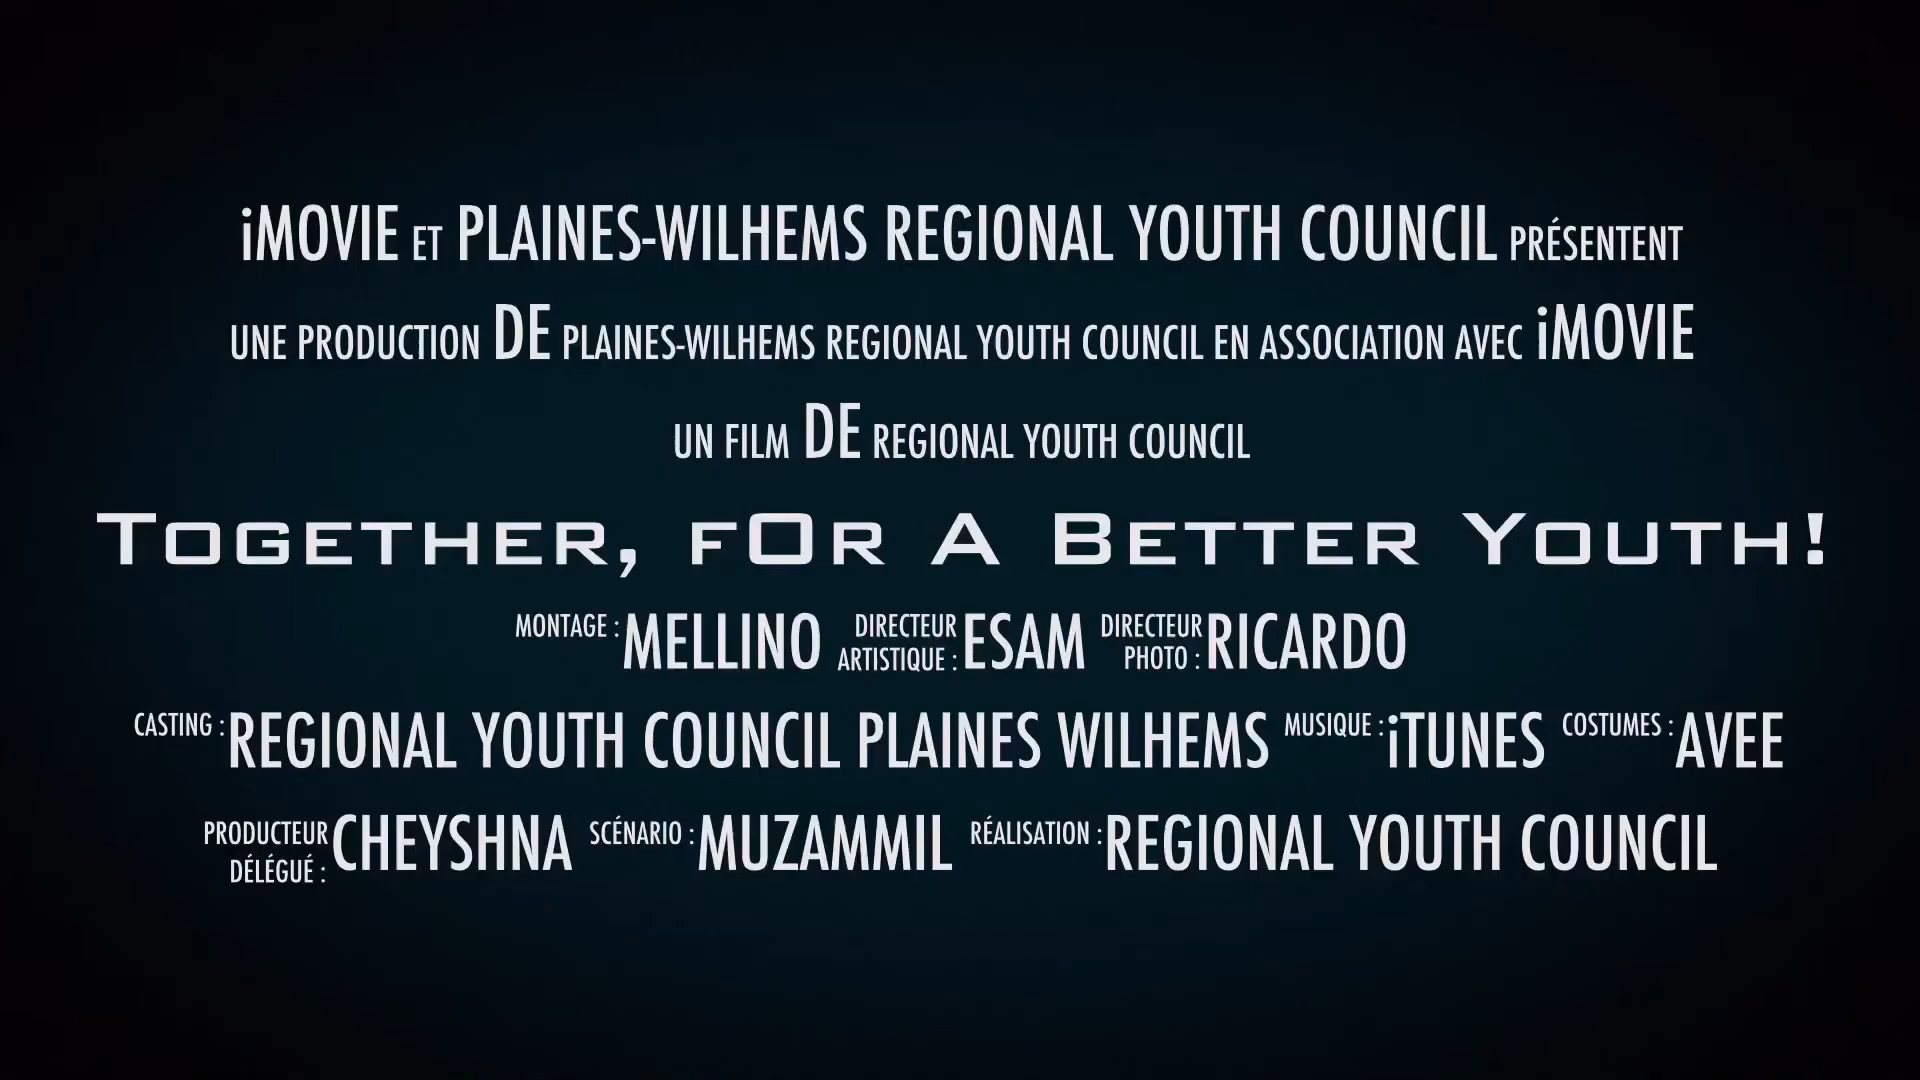 iMOVIE ET PLAINES-WILHEMS REGIONAL YOUTH COUNCIL PRÉSENTENT
UNE PRODUCTION DE PLAINES-WILHEMS REGIONAL YOUTH COUNCIL EN ASSOCIATION AVEC iMOVIE
UN FILM DE REGIONAL YOUTH COUNCIL
TOGETHER, FOR A BETTER YOUTH!
MONTAGE : MELLINO DIRECTEUR ARTISTIQUE : ESAM DIRECTEUR PHOTO : RICARDO
CASTING : REGIONAL YOUTH COUNCIL PLAINES WILHEMS MUSIQUE : iTUNES COSTUMES : AVEE
PRODUCTEUR DÉLÉGUÉ : CHEYSHNA SCÉNARIO : MUZAMMIL RÉALISATION : REGIONAL YOUTH COUNCIL